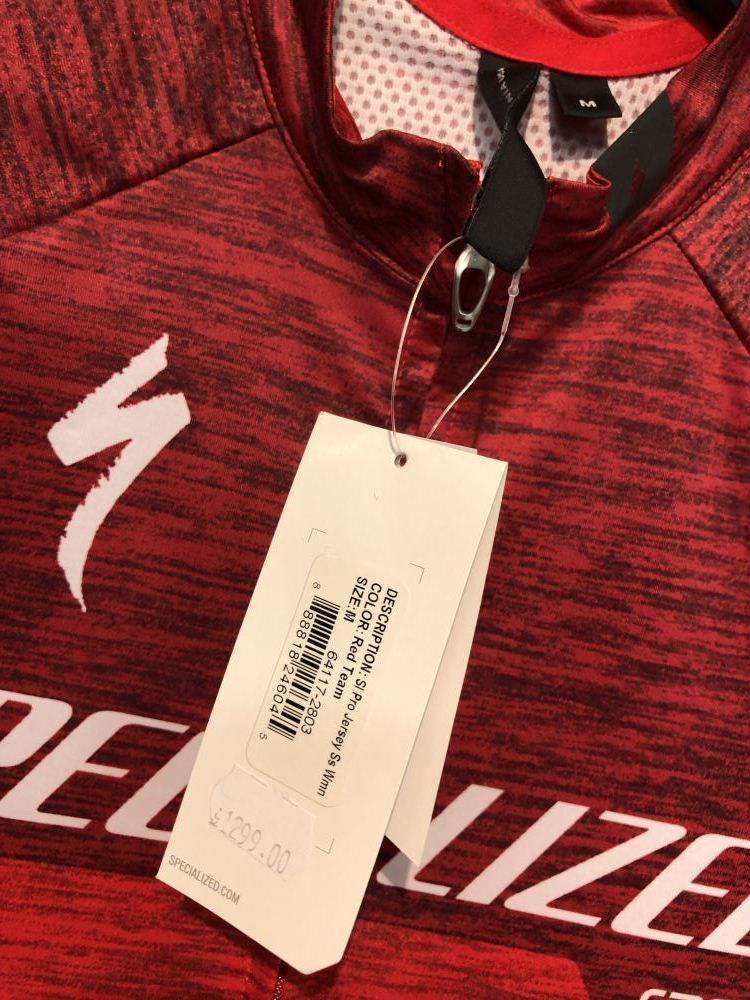 M
DESCRIPTION: Sl Pro Jersey Ss Wmn
COLOR: Red Team
SIZE: M
64117-2803
8 88818 24604 5
1299.00
SPECIALIZED.COM
PECIALIZED